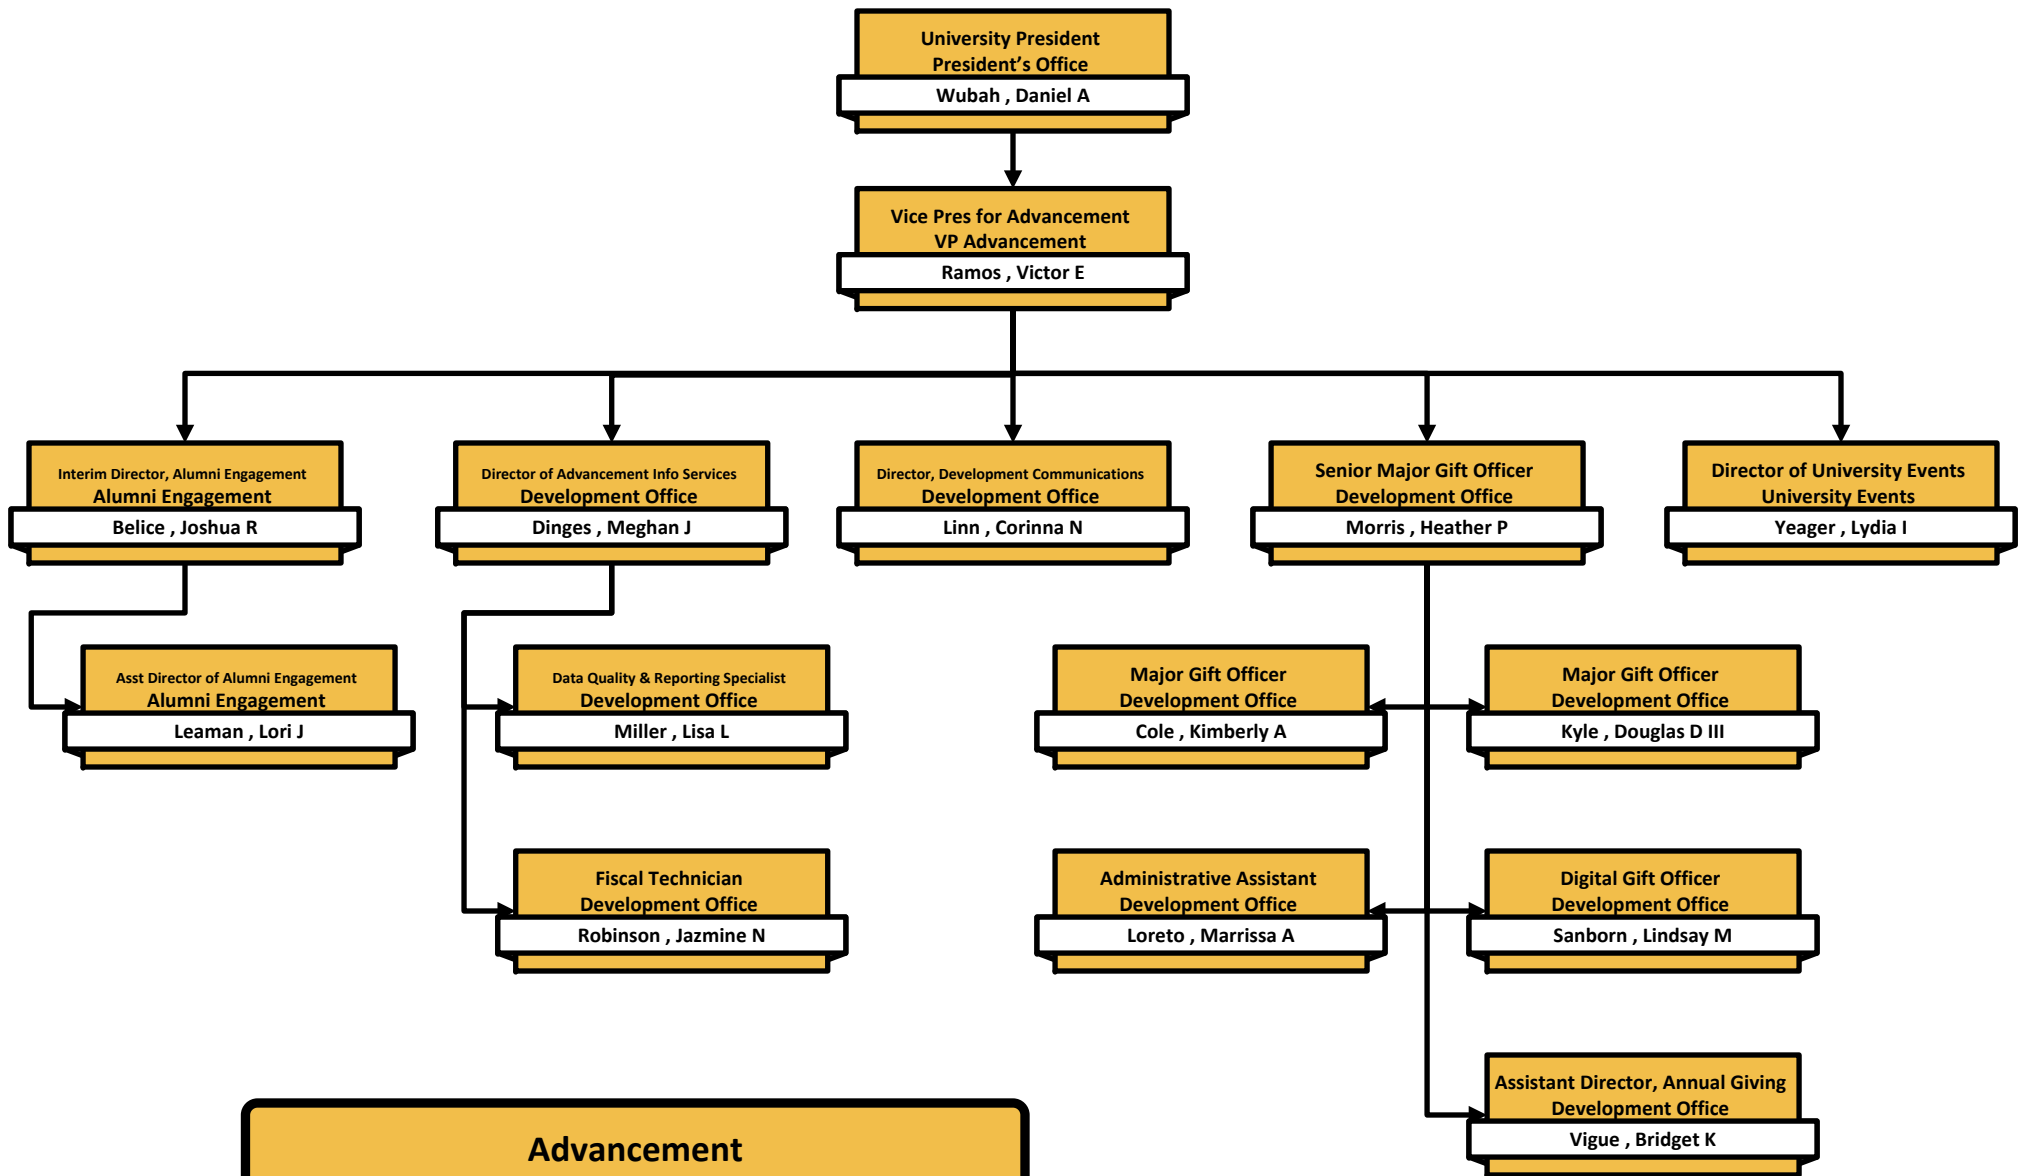 University President
President’s Office
Wubah , Daniel A
Vice Pres for Advancement
VP Advancement
Ramos , Victor E
Interim Director, Alumni Engagement
Alumni Engagement
Belice , Joshua R
Director of Advancement Info Services
Development Office
Dinges , Meghan J
Director, Development Communications
Development Office
Linn , Corinna N
Senior Major Gift Officer
Development Office
Morris , Heather P
Director of University Events
University Events
Yeager , Lydia I
Asst Director of Alumni Engagement
Alumni Engagement
Leaman , Lori J
Data Quality & Reporting Specialist
Development Office
Miller , Lisa L
Major Gift Officer
Development Office
Cole , Kimberly A
Major Gift Officer
Development Office
Kyle , Douglas D III
Fiscal Technician
Development Office
Robinson , Jazmine N
Administrative Assistant
Development Office
Loreto , Marrissa A
Digital Gift Officer
Development Office
Sanborn , Lindsay M
Assistant Director, Annual Giving
Development Office
Vigue , Bridget K
Advancement